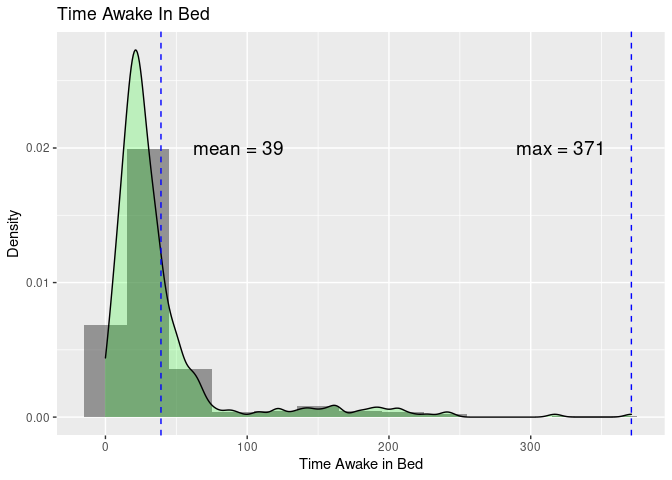 Time Awake In Bed
mean = 39
max = 371
0.02
0.01
0.00
Density
0
100
200
300
Time Awake in Bed